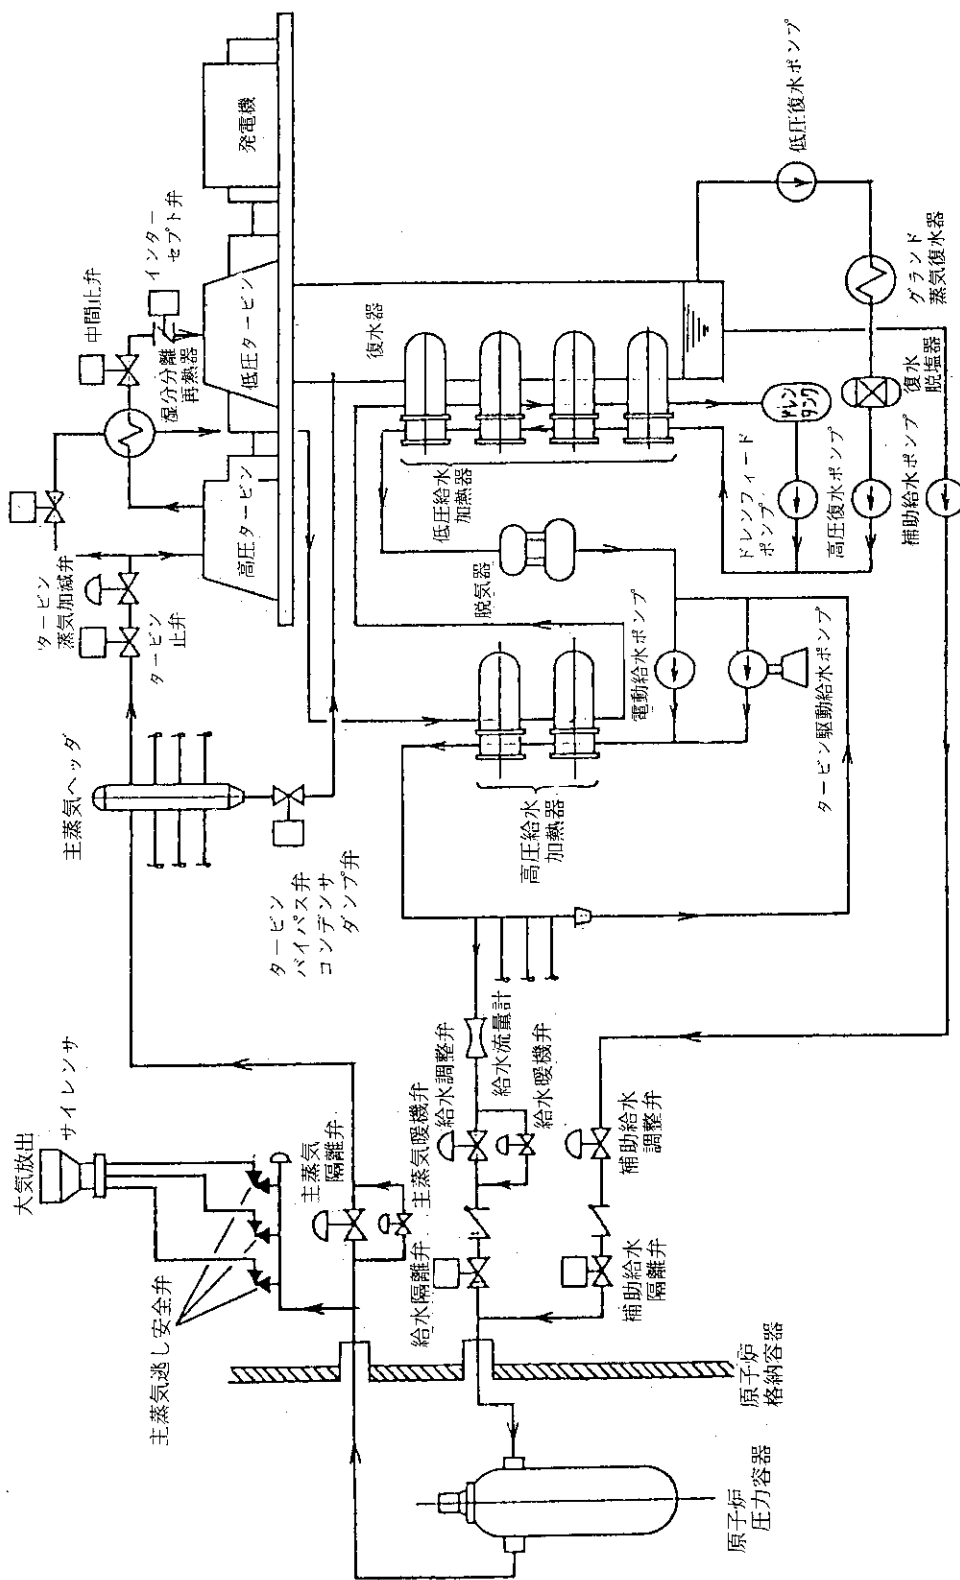 大気放出
サイレンサ
主蒸気逃し安全弁
主蒸気
隔離弁
主蒸気暖機弁
主蒸気ヘッダ
タービン
バイパス弁
コンデンサ
ダンプ弁
タービン
蒸気加減弁
タービン
止弁
高圧タービン
中間止弁
インター
セプト弁
湿分分離
再熱器
低圧タービン
発電機
復水器
低圧給水
加熱器
脱気器
電動給水ポンプ
タービン駆動給水ポンプ
高圧給水
加熱器
ドレン
タンク
ドレンフィード
ポンプ
高圧復水ポンプ
補助給水ポンプ
復水
脱塩器
グランド
蒸気復水器
低圧復水ポンプ
給水隔離弁
給水調整弁
給水流量計
給水暖機弁
補助給水
調整弁
補助給水
隔離弁
原子炉
格納容器
原子炉
圧力容器